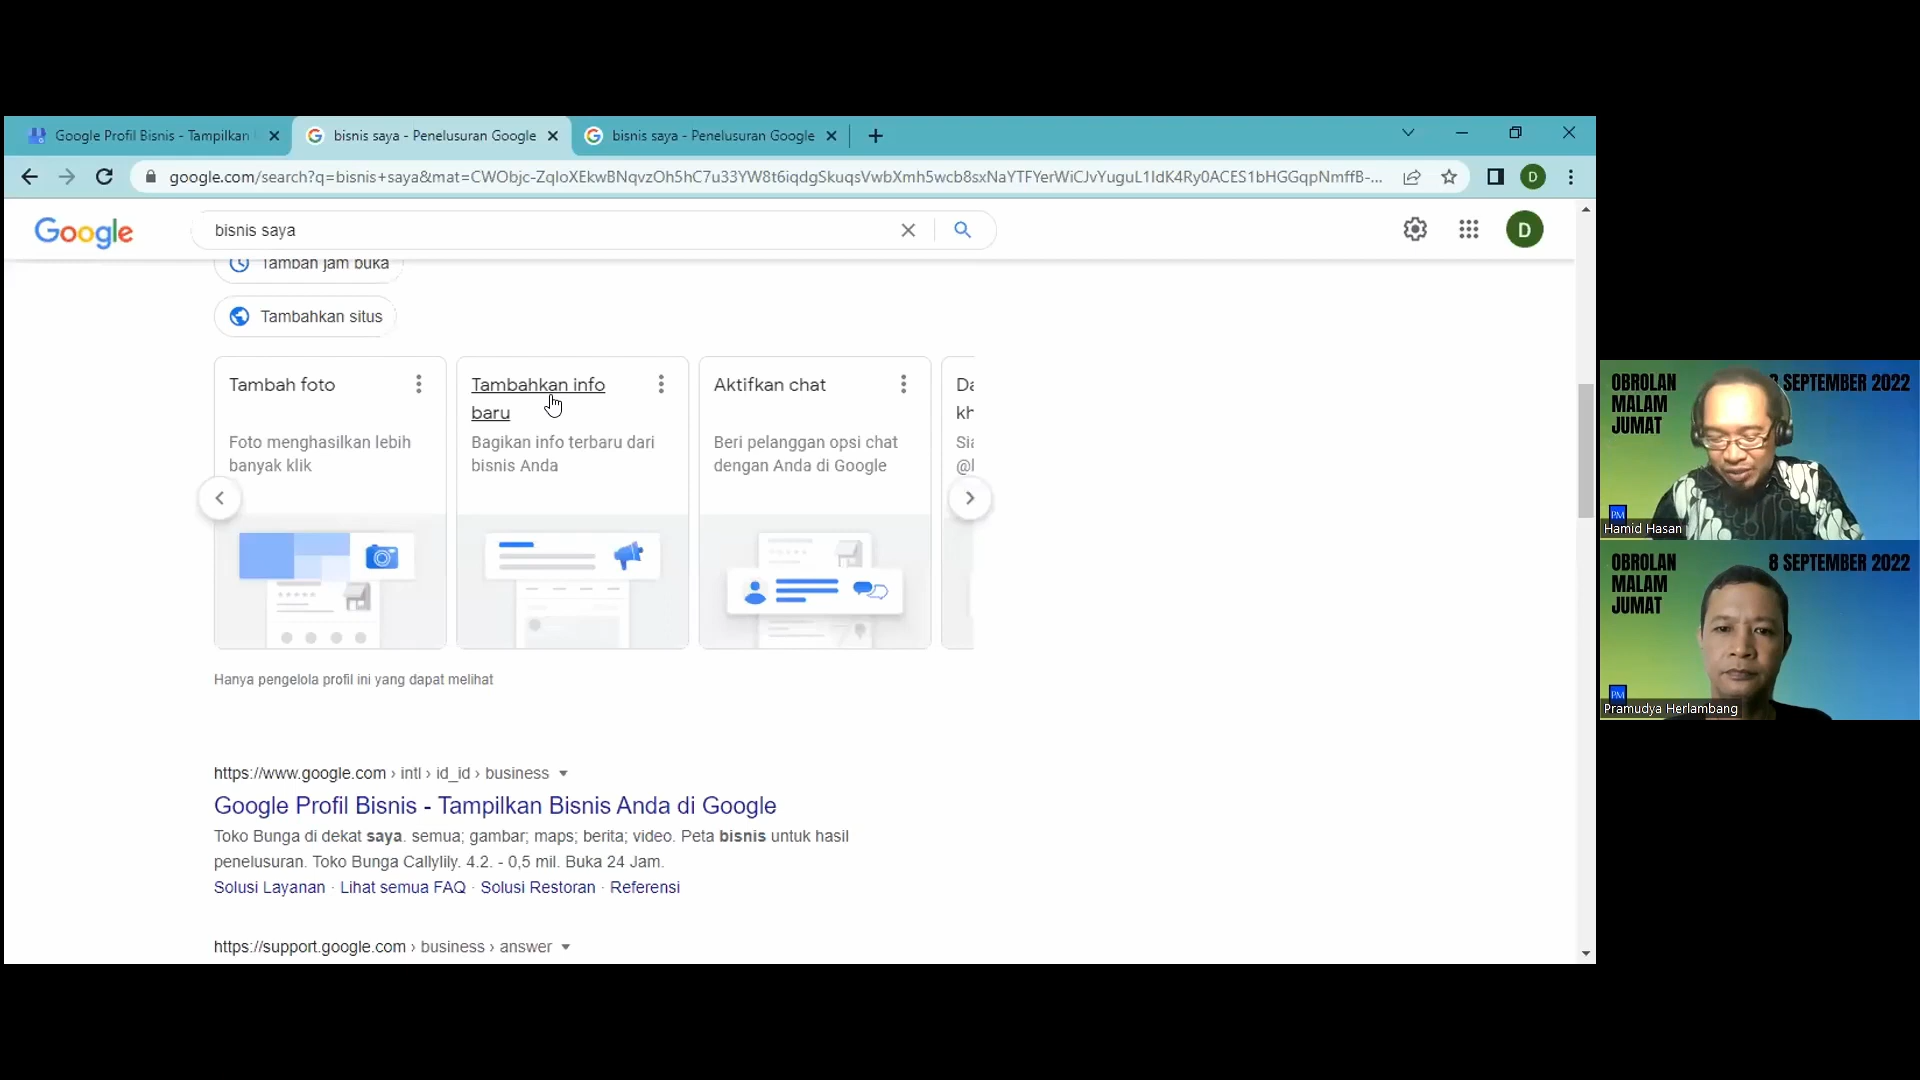 Google Profil Bisnis - Tampilkan
bisnis saya - Penelusuran Google
bisnis saya - Penelusuran Google
google.com/search?q=bisnis+saya&mat=CWObjc-ZqIoXEkwBNqvzOh5hC7u33YW8t6iqdgSkuqsVwbXmh5wcb8sxNaYTFYerWiCJvYuguL1IdK4Ry0ACES1bHGGqpNmffB-...
D
Google
bisnis saya
D
Tambah jam buka
Tambahkan situs
Tambah foto
Foto menghasilkan lebih
banyak klik
Tambahkan info
baru
Bagikan info terbaru dari
bisnis Anda
Aktifkan chat
Beri pelanggan opsi chat
dengan Anda di Google
Da
kh
Sia
Hanya pengelola profil ini yang dapat melihat
https://www.google.com › intl › id_id › business
Google Profil Bisnis - Tampilkan Bisnis Anda di Google
Toko Bunga di dekat saya. semua; gambar; maps; berita; video. Peta bisnis untuk hasil
penelusuran. Toko Bunga Callylily. 4.2. - 0,5 mil. Buka 24 Jam.
Solusi Layanan · Lihat semua FAQ · Solusi Restoran · Referensi
https://support.google.com › business › answer
OBROLAN
MALAM
JUMAT
SEPTEMBER 2022
PM
Hamid Hasan
OBROLAN
MALAM
JUMAT
8 SEPTEMBER 2022
PM
Pramudya Herlambang